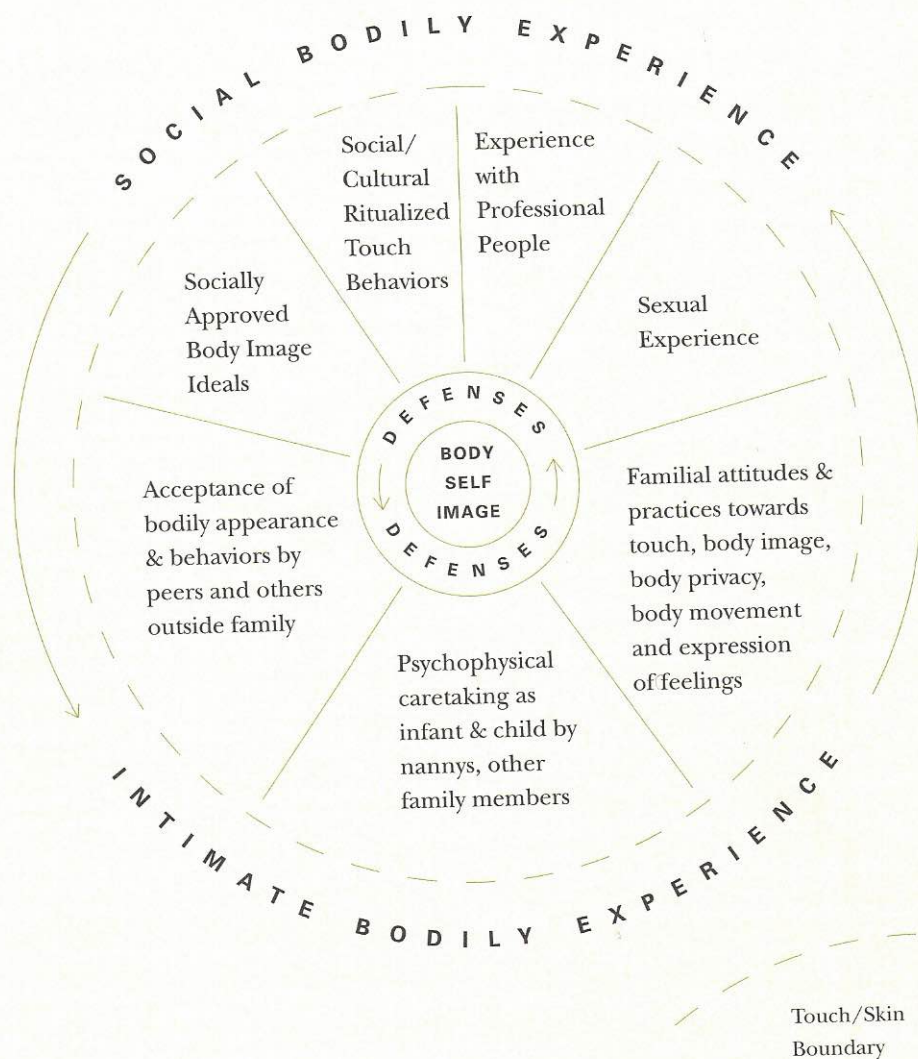 SOCIAL BODILY EXPERIENCE
Social/
Cultural
Ritualized
Touch
Behaviors
Experience
with
Professional
People
Socially
Approved
Body Image
Ideals
Sexual
Experience
DEFENSES
BODY
SELF
IMAGE
DEFENSES
Acceptance of
bodily appearance
& behaviors by
peers and others
outside family
Familial attitudes &
practices towards
touch, body image,
body privacy,
body movement
and expression
of feelings
Psychophysical
caretaking as
infant & child by
nannys, other
family members
INTIMATE BODILY EXPERIENCE
Touch/Skin
Boundary